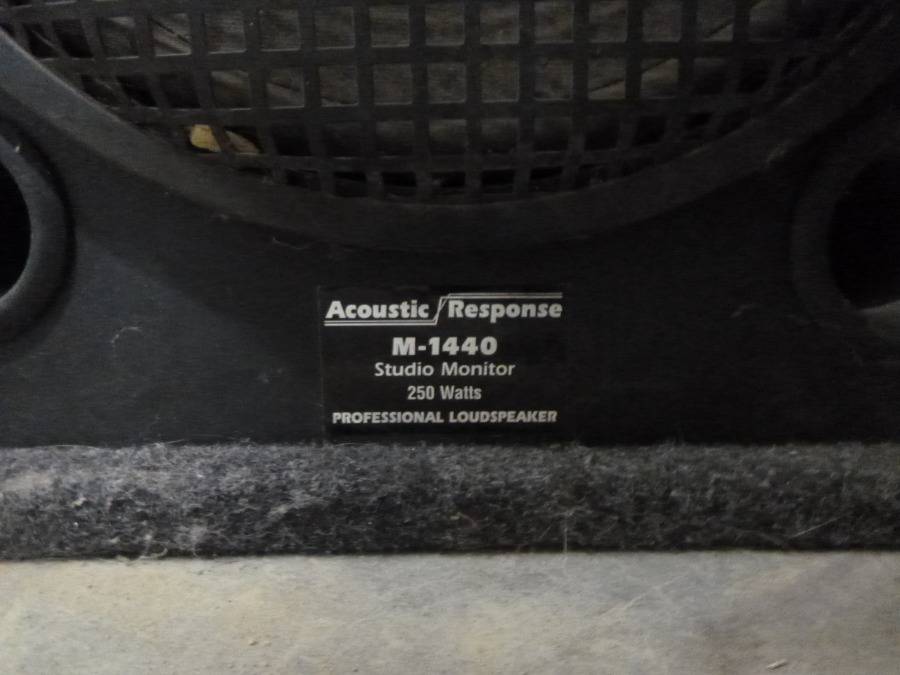 Acoustic Response
M-1440
Studio Monitor
250 Watts
PROFESSIONAL LOUDSPEAKER